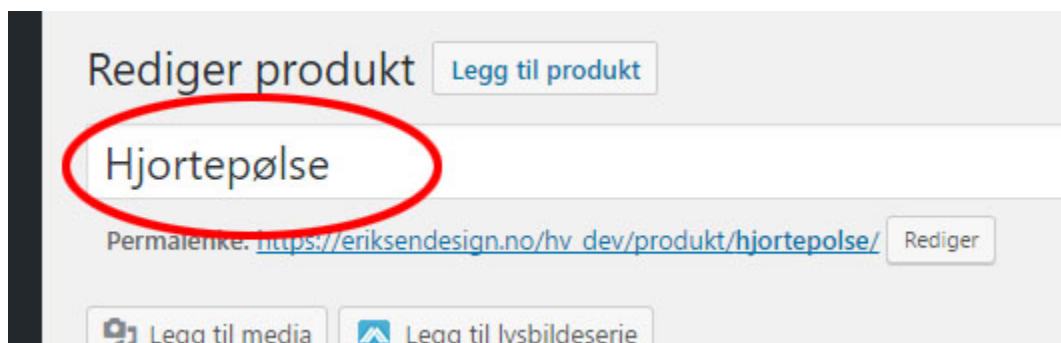 Rediger produkt Legg til produkt
Hjortepølse
Permalenke: https://eriksendesign.no/hv_dev/produkt/hjortepolse/ Rediger
Legg til media Legg til lysbildeserie